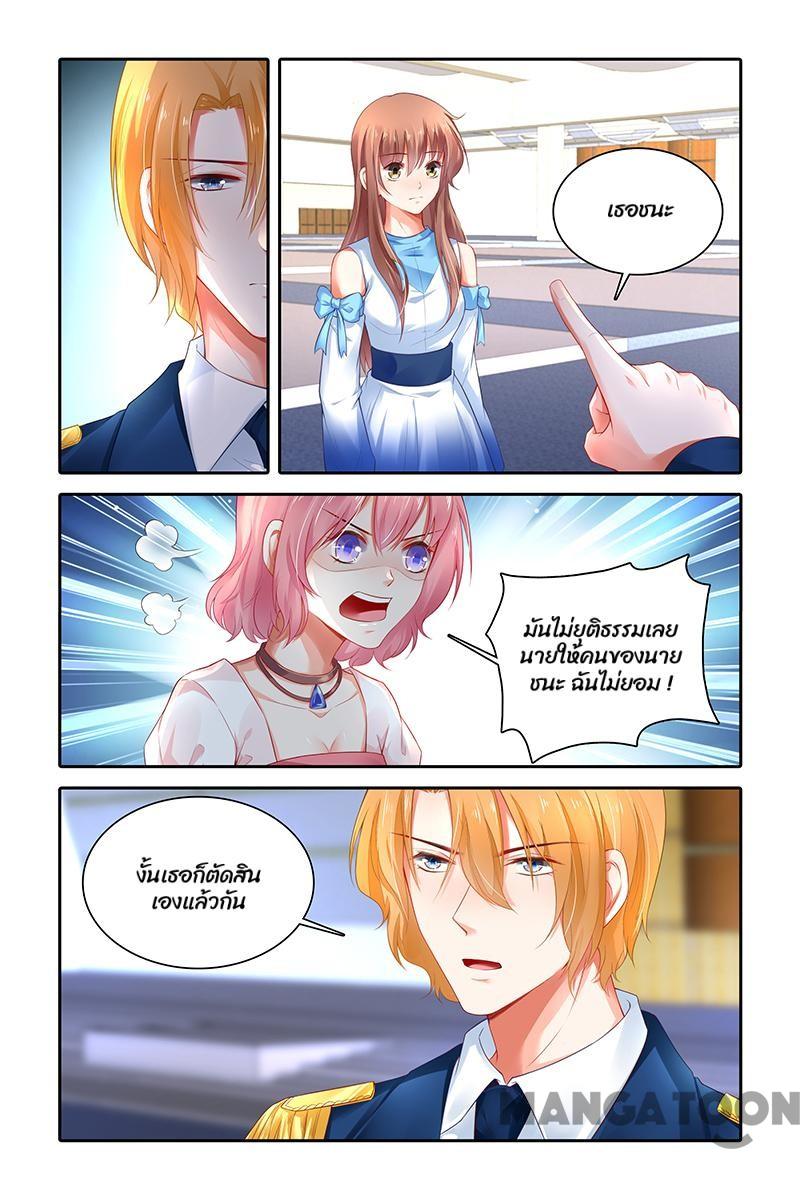 เธอชนะ
มันไม่ยุติธรรมเลย
นายให้คนของนาย
ชนะ ฉันไม่ยอม !
งั้นเธอก็ตัดสิน
เองแล้วกัน
MANGA TOON